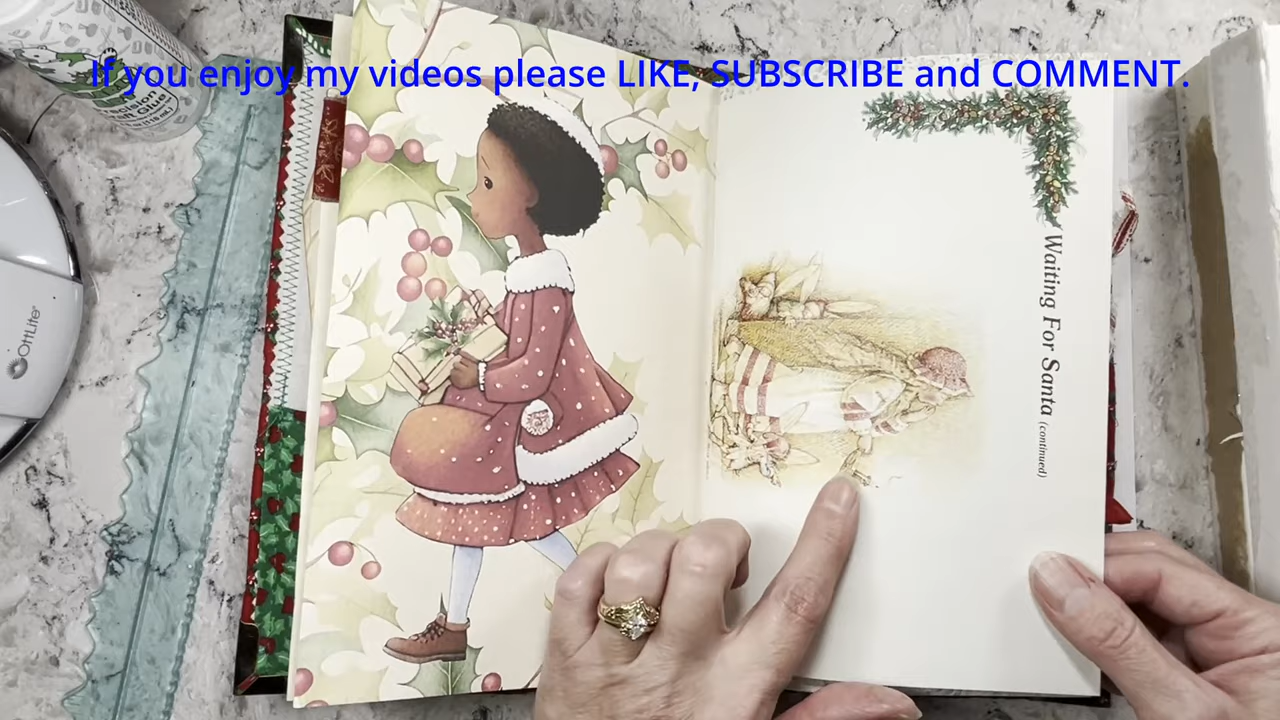 If you enjoy my videos please LIKE, SUBSCRIBE and COMMENT.
Waiting For Santa (continued)
OttLite